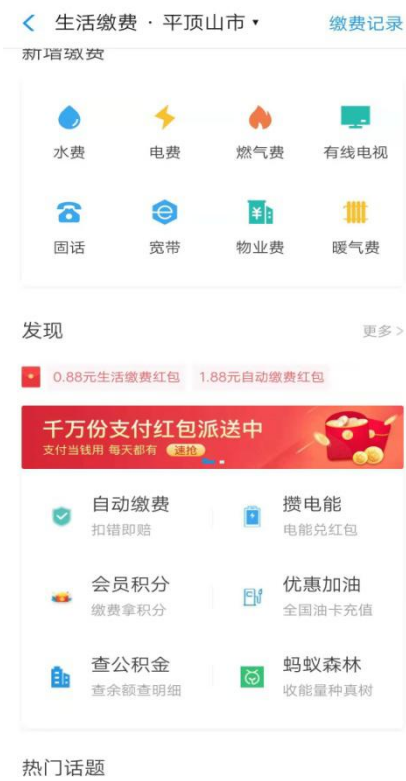 生活缴费 · 平顶山市 缴费记录
新增缴费
水费 电费 燃气费 有线电视
固话 宽带 物业费 暖气费
发现 更多 >
0.88元生活缴费红包 1.88元自动缴费红包
千万份支付红包派送中
支付当钱用 每天都有 速抢
自动缴费 攒电能
扣错即赔 电能兑红包
会员积分 优惠加油
缴费拿积分 全国油卡充值
查公积金 蚂蚁森林
查余额查明细 收能量种真树
热门话题